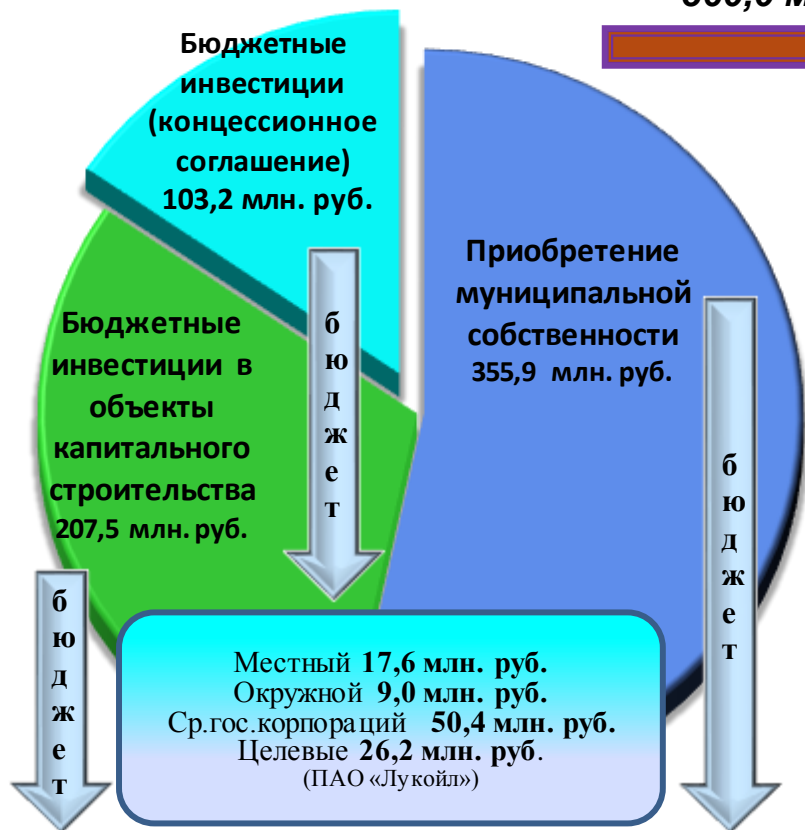 Бюджетные
инвестиции
(концессионное
соглашение)
103,2 млн. руб.
Приобретение
муниципальной
собственности
355,9 млн. руб.
Бюджетные
инвестиции в
объекты
капитального
строительства
207,5 млн. руб.
бюджет
бюджет
бюджет
Местный 17,6 млн. руб.
Окружной 9,0 млн. руб.
Ср.гос.корпораций 50,4 млн. руб.
Целевые 26,2 млн. руб.
(ПАО «Лукойл»)